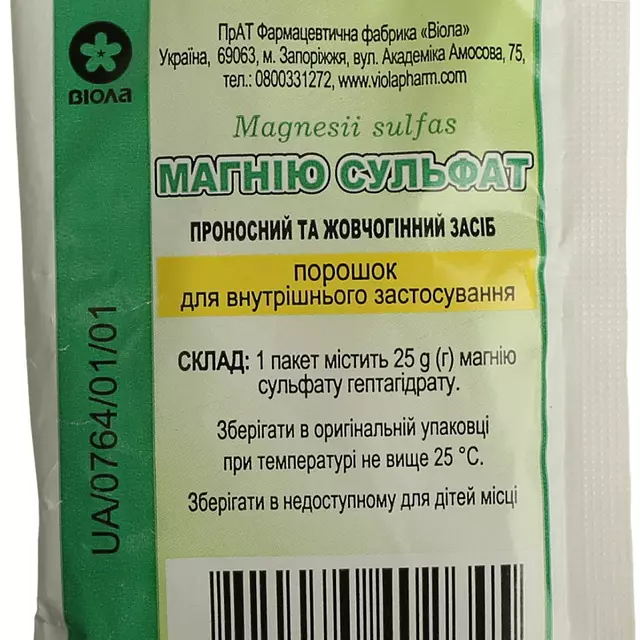 ВІОЛА
ПрАТ Фармацевтична фабрика «Віола»
Україна, 69063, м. Запоріжжя, вул. Академіка Амосова, 75,
тел.: 0800331272, www.violapharm.com
Magnesii sulfas
МАГНІЮ СУЛЬФАТ
ПРОНОСНИЙ ТА ЖОВЧОГІННИЙ ЗАСІБ
порошок
для внутрішнього застосування
СКЛАД: 1 пакет містить 25 g (г) магнію
сульфату гептагідрату.
Зберігати в оригінальній упаковці
при температурі не вище 25 °C.
Зберігати в недоступному для дітей місці
UA/0764/01/01